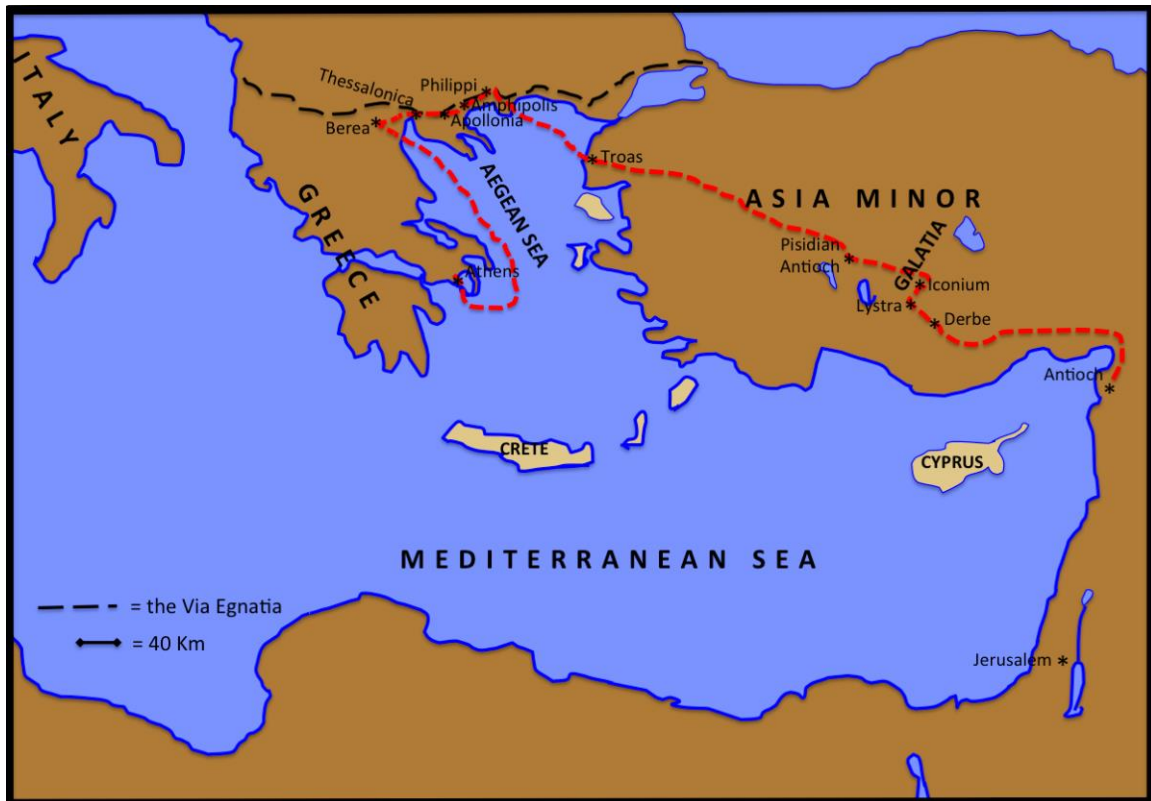 ITALY
Thessalonica
Philippi
Amphipolis
Apollonia
Berea
Troas
AEGEAN SEA
ASIA MINOR
GREECE
Pisidian
Antioch
GALATIA
Athens
Iconium
Lystra
Derbe
Antioch
CRETE
CYPRUS
MEDITERRANEAN SEA
= the Via Egnatia
= 40 Km
Jerusalem